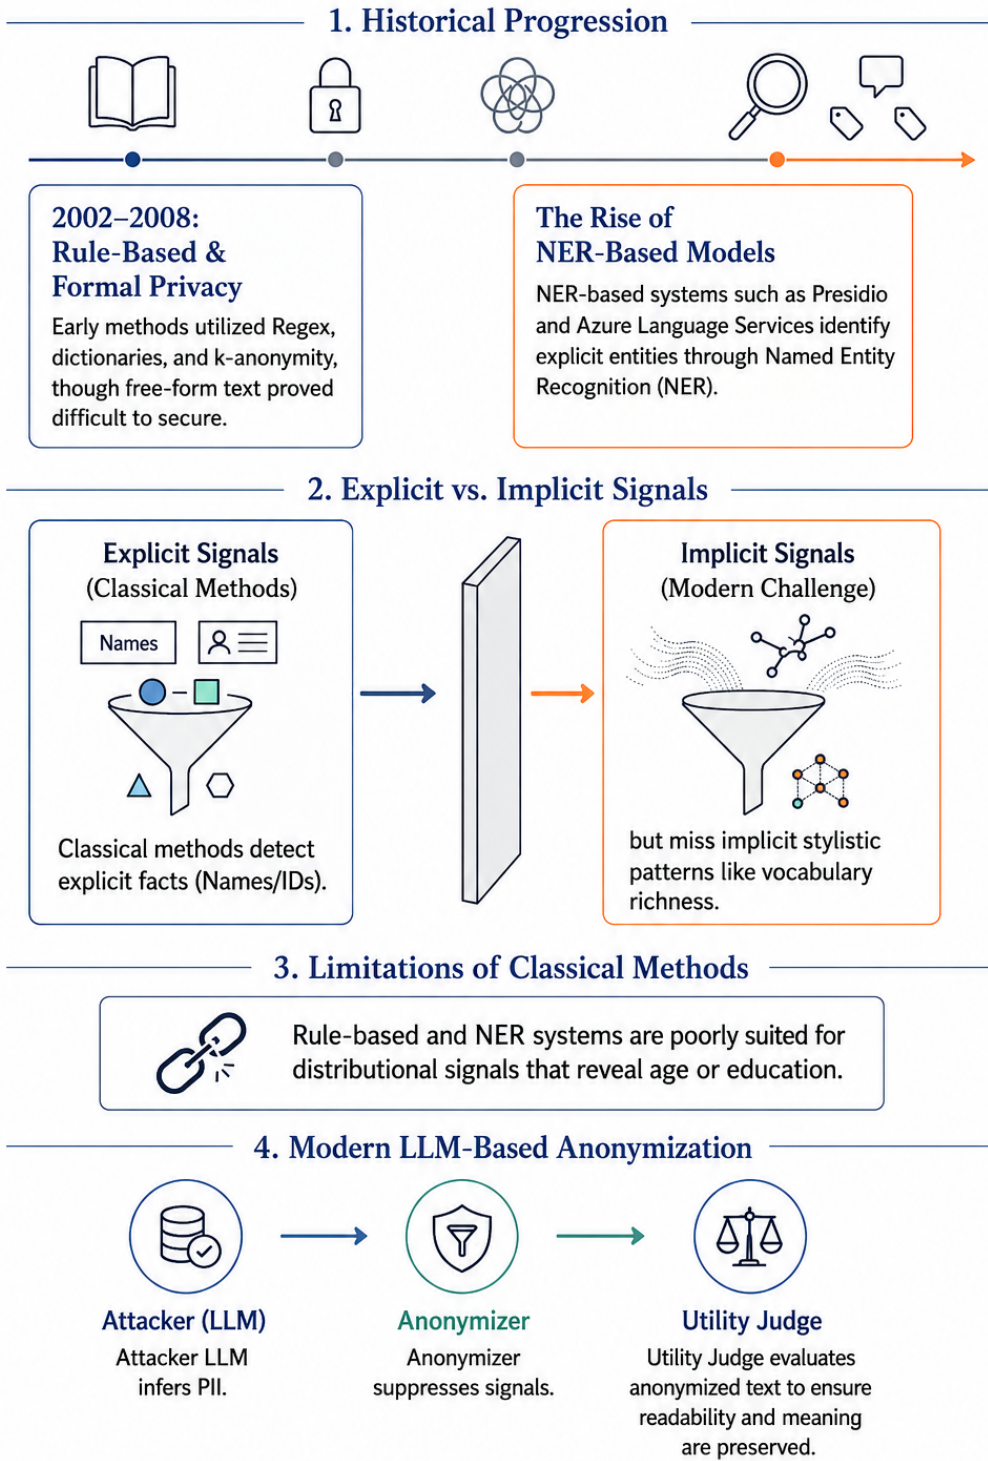 1. Historical Progression
2002–2008:
Rule-Based &
Formal Privacy
Early methods utilized Regex,
dictionaries, and k-anonymity,
though free-form text proved
difficult to secure.
The Rise of
NER-Based Models
NER-based systems such as Presidio
and Azure Language Services identify
explicit entities through Named Entity
Recognition (NER).
2. Explicit vs. Implicit Signals
Explicit Signals
(Classical Methods)
Names
Classical methods detect
explicit facts (Names/IDs).
Implicit Signals
(Modern Challenge)
but miss implicit stylistic
patterns like vocabulary
richness.
3. Limitations of Classical Methods
Rule-based and NER systems are poorly suited for
distributional signals that reveal age or education.
4. Modern LLM-Based Anonymization
Attacker (LLM)
Attacker LLM
infers PII.
Anonymizer
Anonymizer
suppresses signals.
Utility Judge
Utility Judge evaluates
anonymized text to ensure
readability and meaning
are preserved.